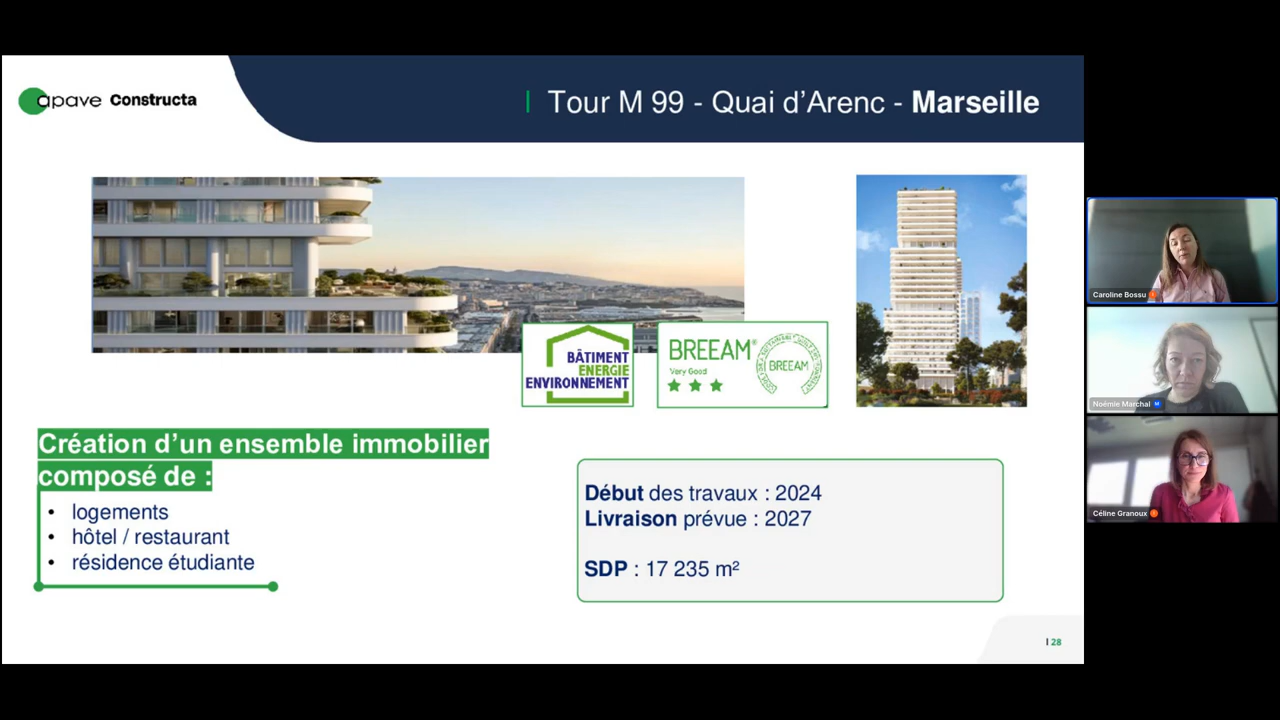 apave Constructa
Tour M 99 - Quai d'Arenc - Marseille
BÂTIMENT
ENERGIE
ENVIRONNEMENT
BREEAM®
Very Good
BREEAM
Création d'un ensemble immobilier
composé de :
• logements
• hôtel / restaurant
• résidence étudiante
Début des travaux : 2024
Livraison prévue : 2027
SDP : 17 235 m²
28
Caroline Bossu
Noëmie Marchal
Céline Granoux